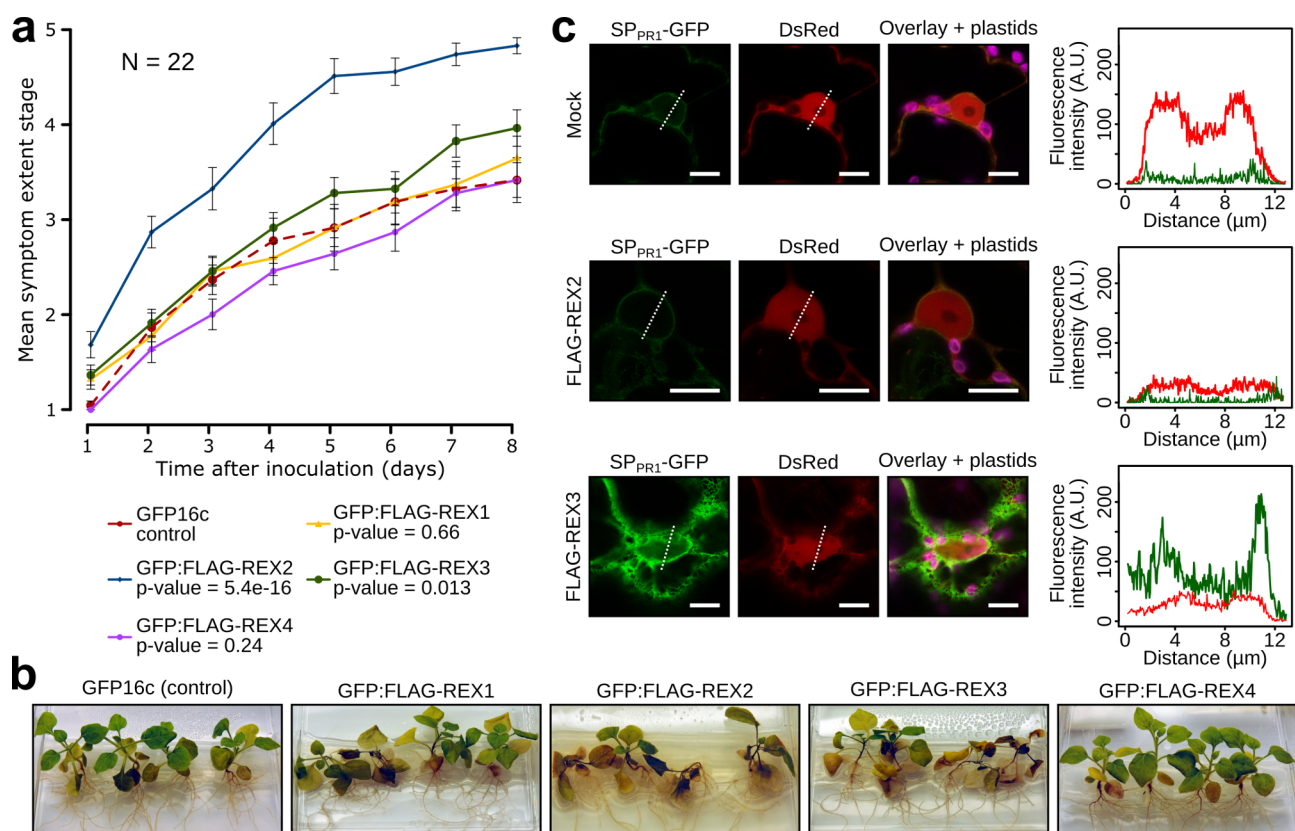 a
5
4
3
2
1
Mean symptom extent stage
N = 22
1 2 3 4 5 6 7 8
Time after inoculation (days)
GFP16c
control
GFP:FLAG-REX2
p-value = 5.4e-16
GFP:FLAG-REX4
p-value = 0.24
GFP:FLAG-REX1
p-value = 0.66
GFP:FLAG-REX3
p-value = 0.013
c
SPPR1-GFP DsRed Overlay + plastids
Mock
Fluorescence
intensity (A.U.)
200
100
50
0
0 4 8 12
Distance (µm)
SPPR1-GFP DsRed Overlay + plastids
FLAG-REX2
Fluorescence
intensity (A.U.)
200
100
50
0
0 4 8 12
Distance (µm)
SPPR1-GFP DsRed Overlay + plastids
FLAG-REX3
Fluorescence
intensity (A.U.)
200
100
50
0
0 4 8 12
Distance (µm)
b
GFP16c (control) GFP:FLAG-REX1 GFP:FLAG-REX2 GFP:FLAG-REX3 GFP:FLAG-REX4